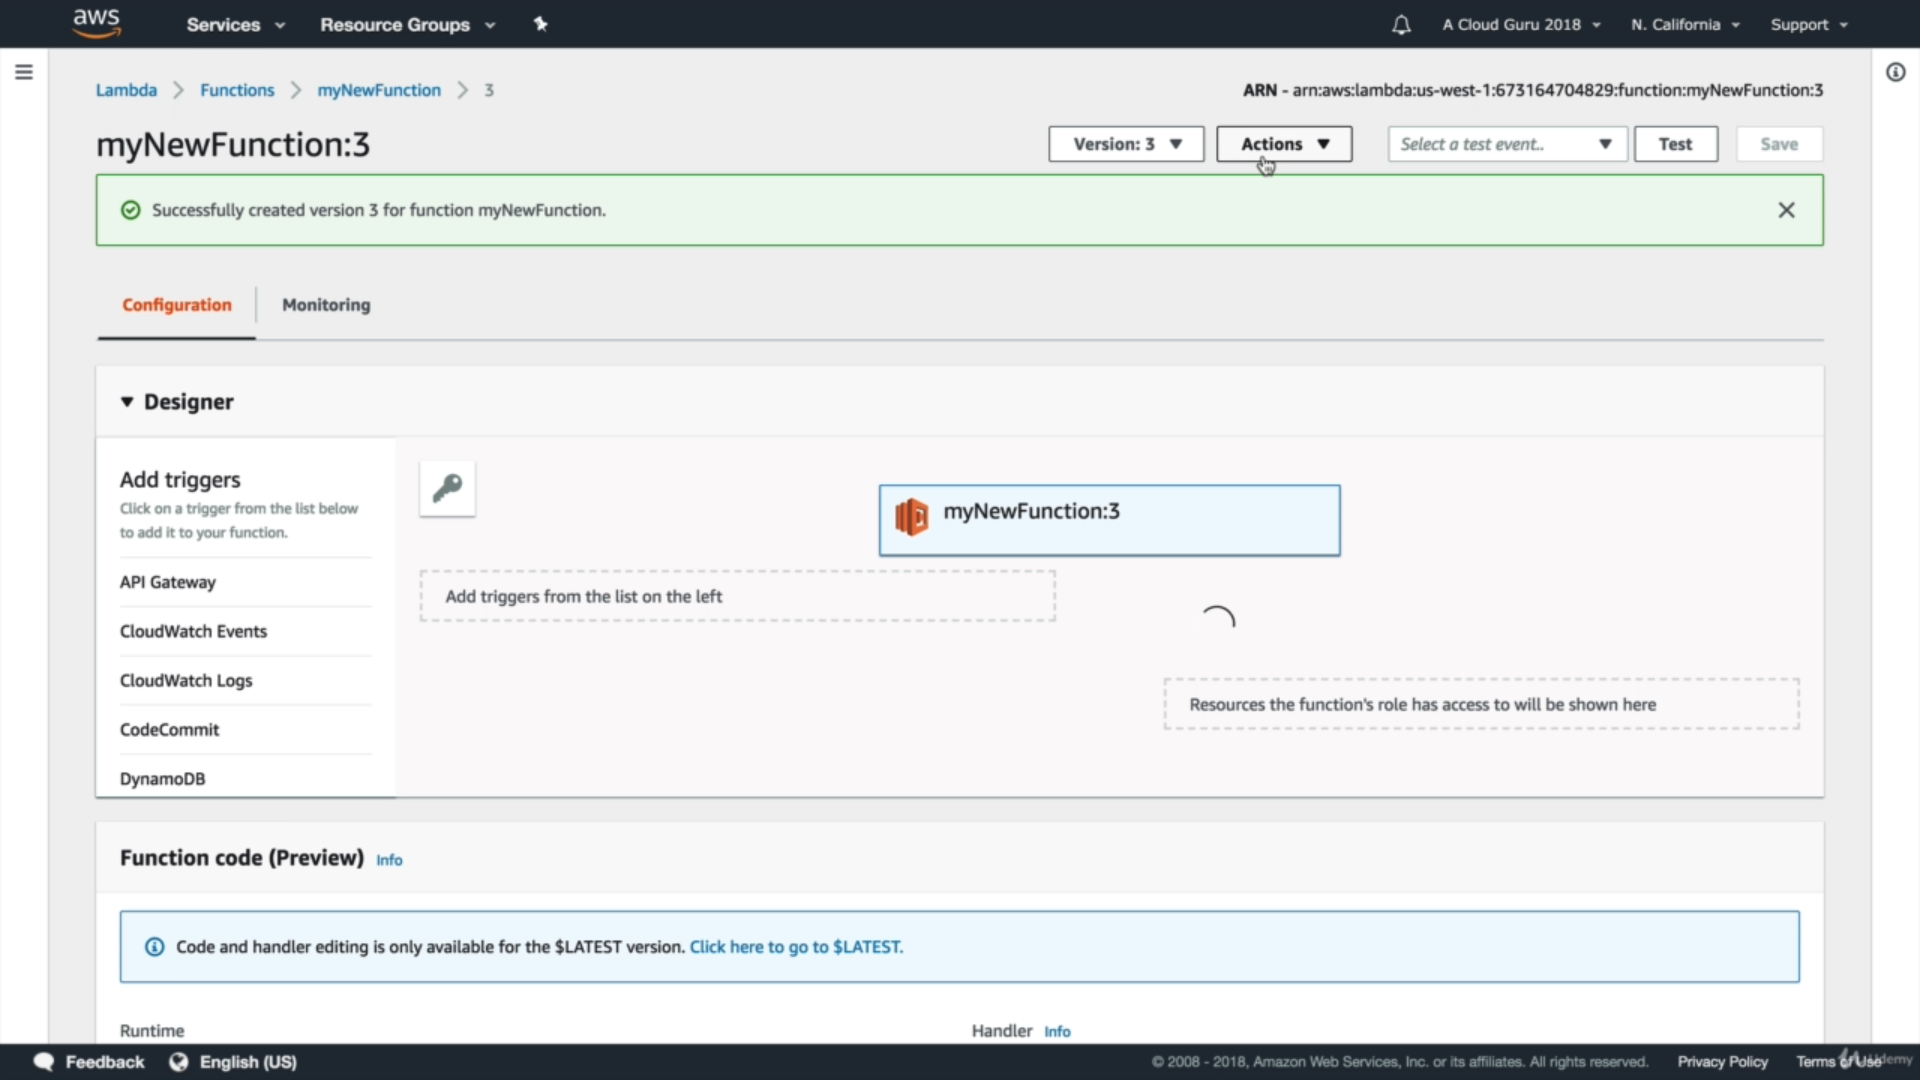 aws
Services
Resource Groups
A Cloud Guru 2018
N. California
Support
Lambda > Functions > myNewFunction > 3
ARN - arn:aws:lambda:us-west-1:673164704829:function:myNewFunction:3
myNewFunction:3
Version: 3
Actions
Select a test event..
Test
Save
Successfully created version 3 for function myNewFunction.
Configuration
Monitoring
Designer
Add triggers
Click on a trigger from the list below
to add it to your function.
API Gateway
CloudWatch Events
CloudWatch Logs
CodeCommit
DynamoDB
myNewFunction:3
Add triggers from the list on the left
Resources the function's role has access to will be shown here
Function code (Preview) Info
Code and handler editing is only available for the $LATEST version. Click here to go to $LATEST.
Runtime
Handler Info
Feedback
English (US)
© 2008 - 2018, Amazon Web Services, Inc. or its affiliates. All rights reserved.
Privacy Policy
Terms of Use